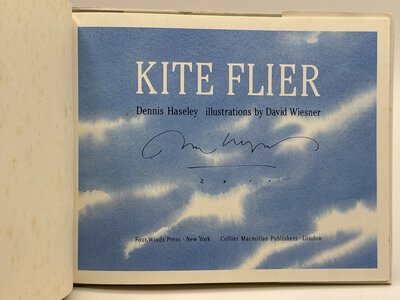 KITE FLIER
Dennis Haseley illustrations by David Wiesner
Four Winds Press · New York Collier Macmillan Publishers · London